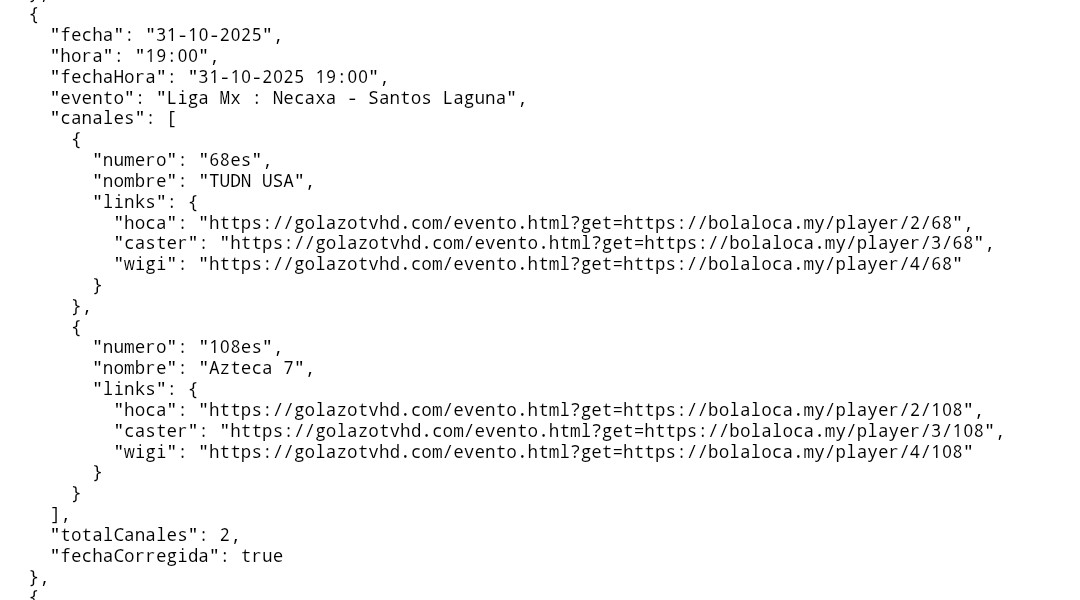 {
"fecha": "31-10-2025",
"hora": "19:00",
"fechaHora": "31-10-2025 19:00",
"evento": "Liga Mx : Necaxa - Santos Laguna",
"canales": [
{
"numero": "68es",
"nombre": "TUDN USA",
"links": {
"hoca": "https://golazotvhd.com/evento.html?get=https://bolaloca.my/player/2/68",
"caster": "https://golazotvhd.com/evento.html?get=https://bolaloca.my/player/3/68",
"wigi": "https://golazotvhd.com/evento.html?get=https://bolaloca.my/player/4/68"
}
},
{
"numero": "108es",
"nombre": "Azteca 7",
"links": {
"hoca": "https://golazotvhd.com/evento.html?get=https://bolaloca.my/player/2/108",
"caster": "https://golazotvhd.com/evento.html?get=https://bolaloca.my/player/3/108",
"wigi": "https://golazotvhd.com/evento.html?get=https://bolaloca.my/player/4/108"
}
}
],
"totalCanales": 2,
"fechaCorregida": true
},
{